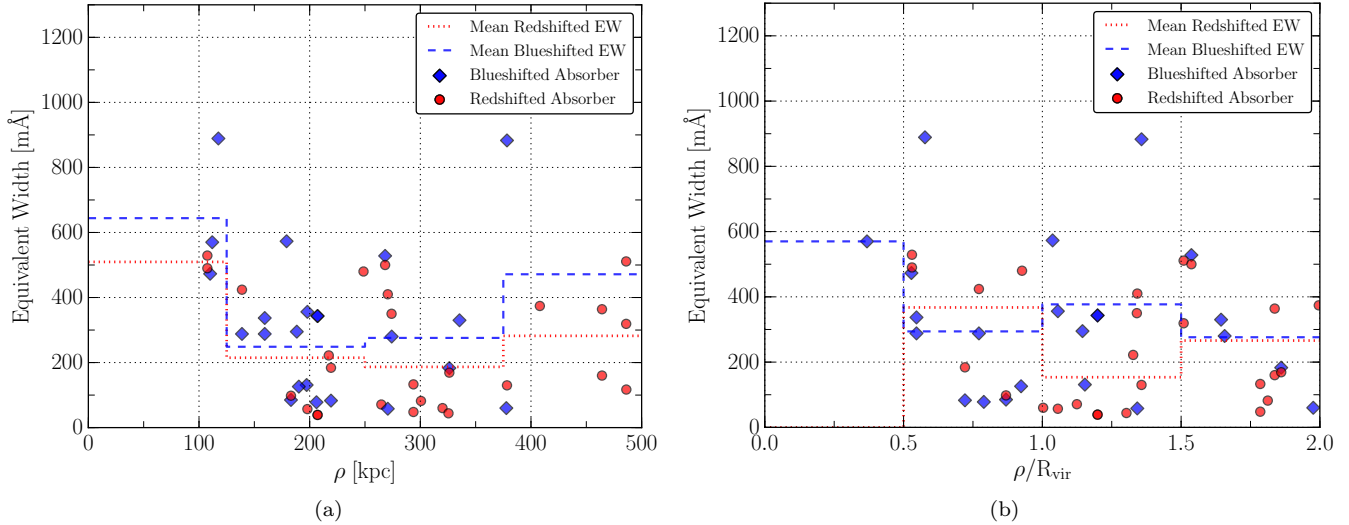 1200
1000
800
600
400
200
0
Equivalent Width [mÅ]
0
100
200
300
400
500
ρ [kpc]
Mean Redshifted EW
Mean Blueshifted EW
Blueshifted Absorber
Redshifted Absorber
(a)
1200
1000
800
600
400
200
0
Equivalent Width [mÅ]
0.0
0.5
1.0
1.5
2.0
ρ/R_vir
Mean Redshifted EW
Mean Blueshifted EW
Blueshifted Absorber
Redshifted Absorber
(b)